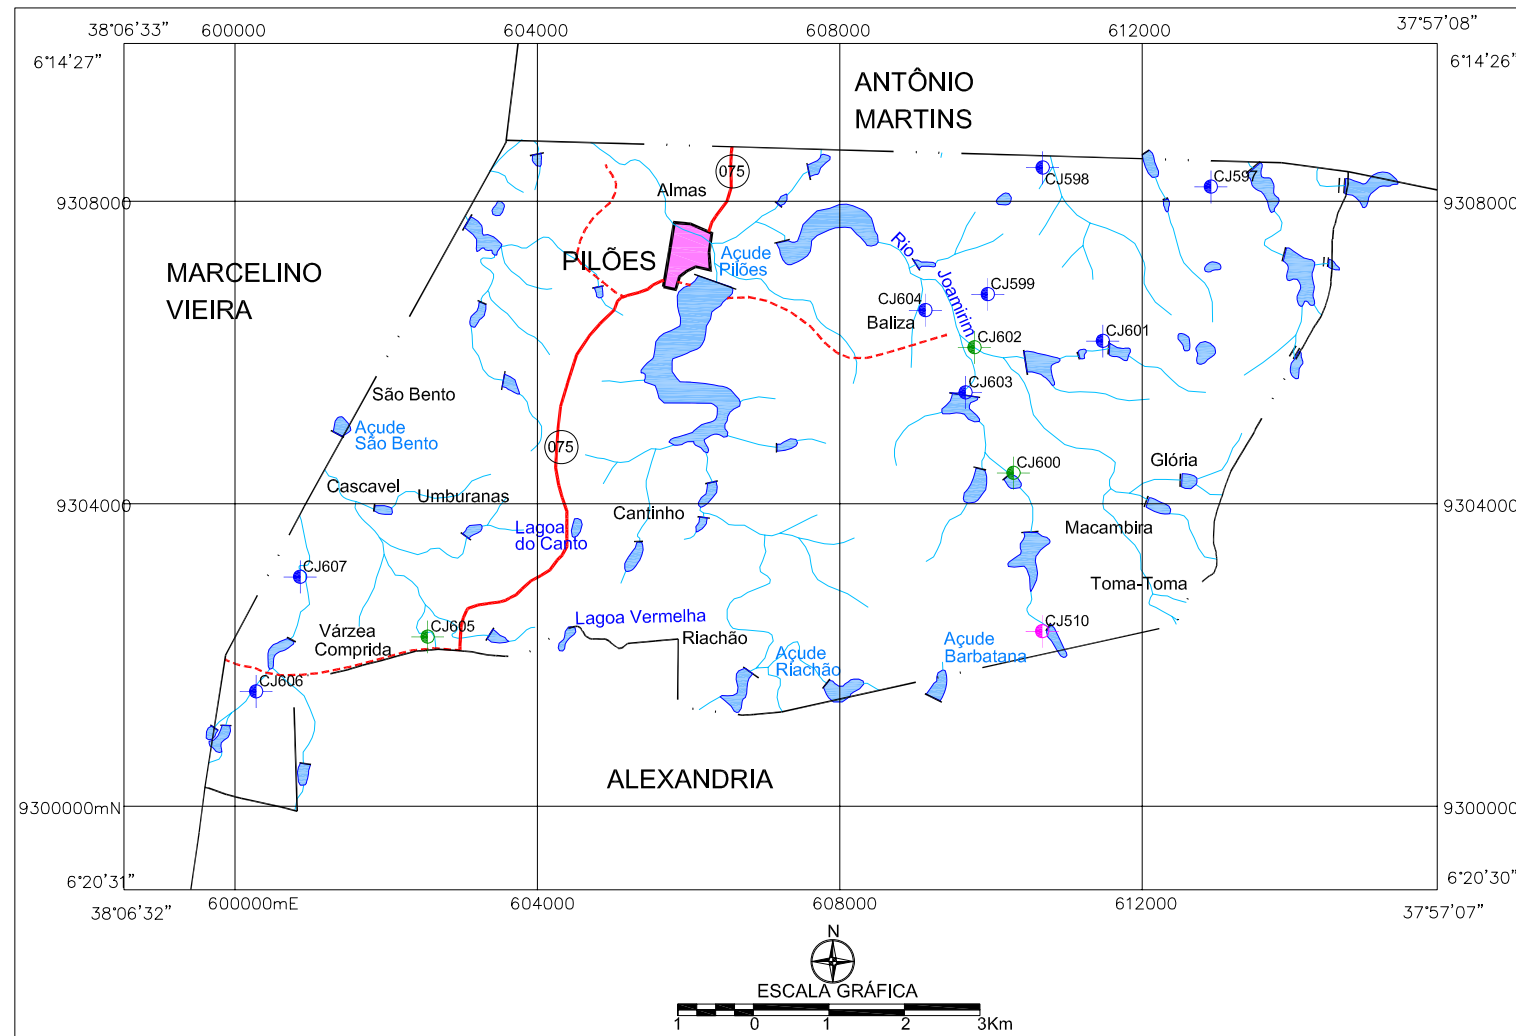 38°06'33"
600000
604000
608000
612000
37°57'08"
6°14'27"
6°14'26"
ANTÔNIO
MARTINS
075
Almas
CJ598
CJ597
9308000
9308000
PILÕES
Açude
Pilões
Rio
Joamirim
MARCELINO
VIEIRA
CJ599
CJ604
Baliza
CJ602
CJ601
CJ603
São Bento
Açude
São Bento
075
CJ600
Glória
Cascavel
Umburanas
9304000
9304000
Cantinho
Lagoa
do Canto
Macambira
CJ607
Toma-Toma
Lagoa Vermelha
CJ605
Várzea
Comprida
Riachão
CJ510
Açude
Riachão
Açude
Barbatana
CJ606
ALEXANDRIA
9300000mN
9300000
6°20'31"
6°20'30"
38°06'32"
600000mE
604000
608000
612000
37°57'07"
N
ESCALA GRÁFICA
1 0 1 2 3Km